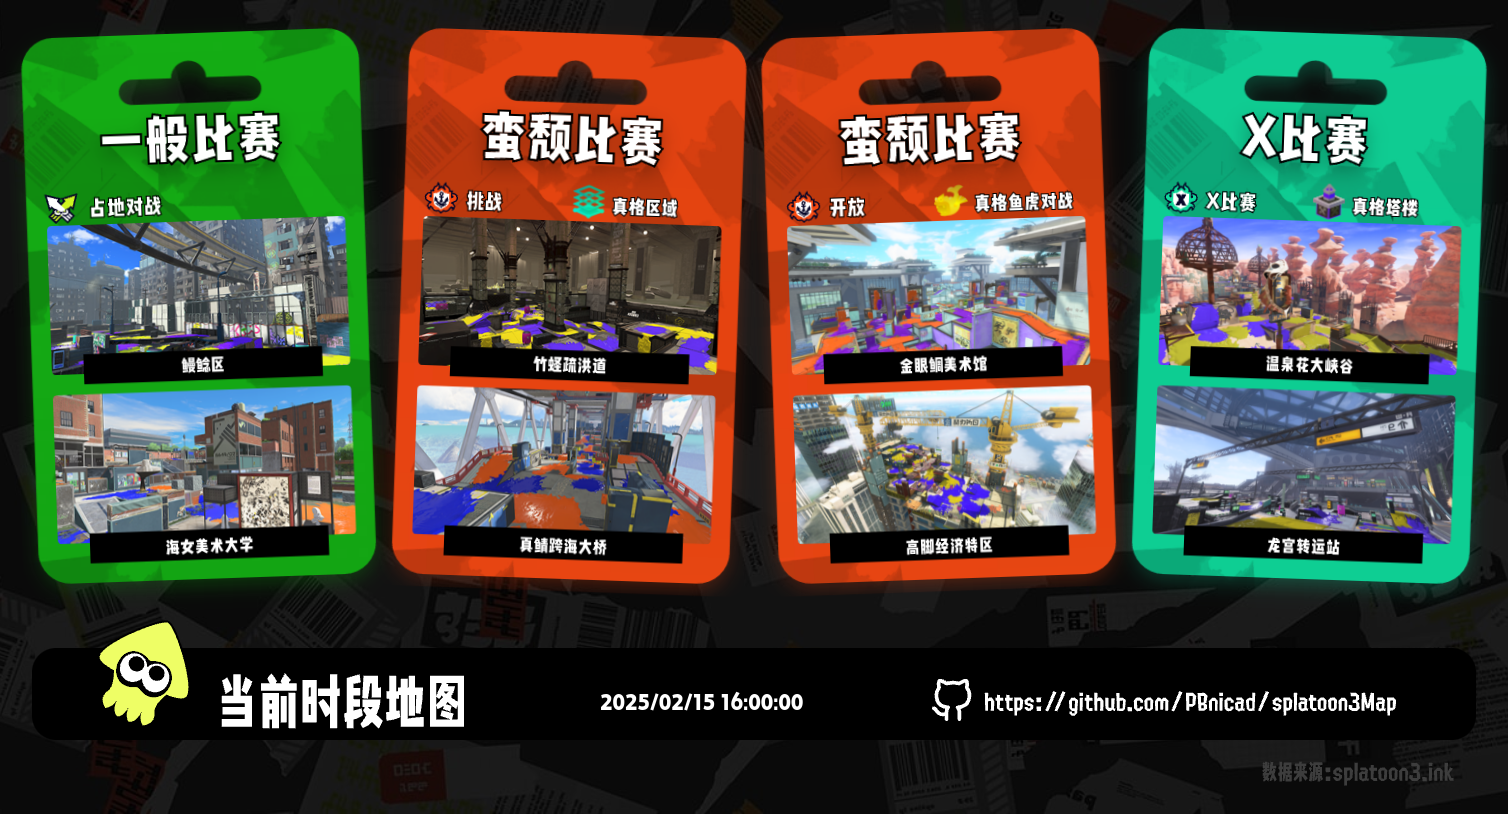 一般比赛
占地对战
鳗鲶区
海女美术大学
蛮颓比赛
挑战
真格区域
竹蛏疏洪道
真鲭跨海大桥
蛮颓比赛
开放
真格鱼虎对战
金眼鲷美术馆
高脚经济特区
X比赛
X比赛
真格塔楼
温泉花大峡谷
龙宫转运站
当前时段地图
2025/02/15 16:00:00
https://github.com/PBnicad/splatoon3Map
数据来源:splatoon3.ink